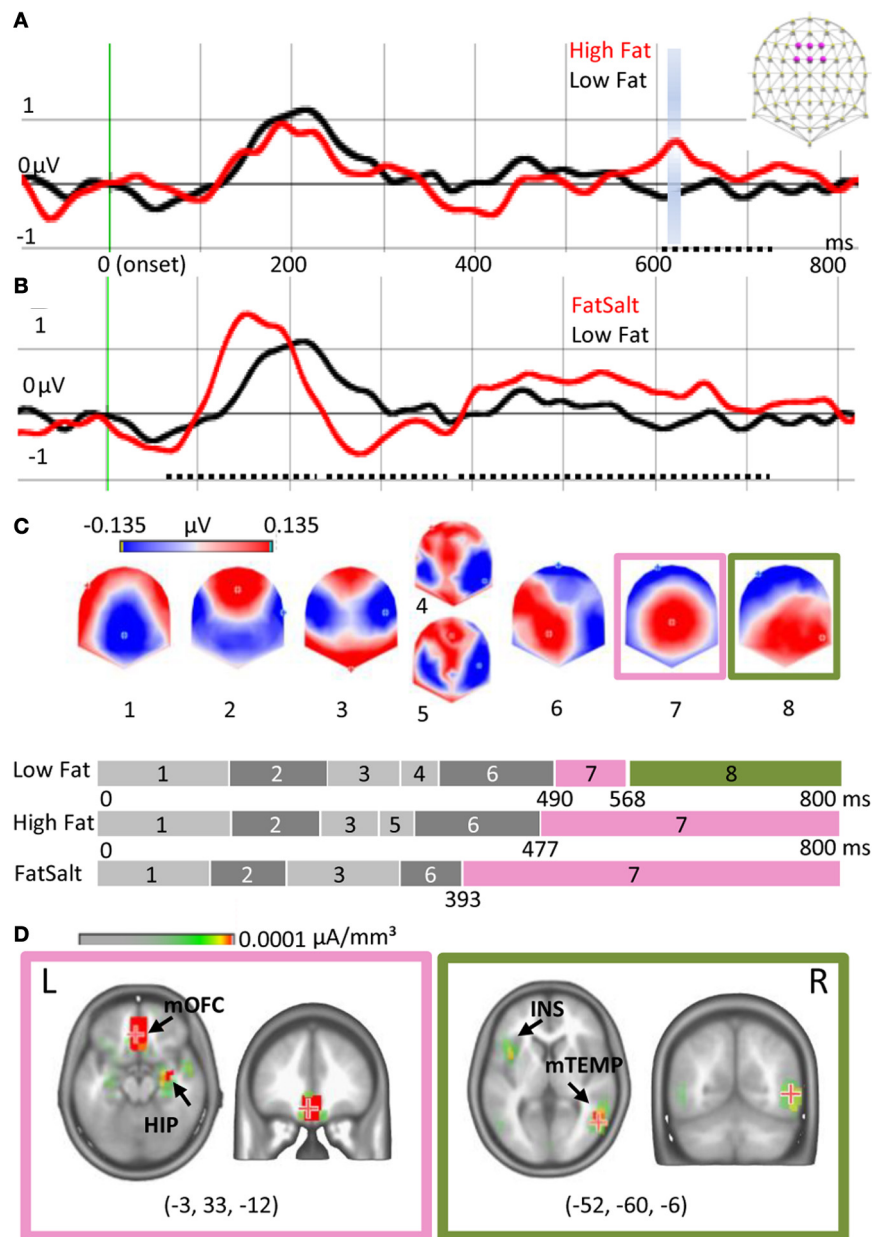 A
High Fat
Low Fat
1
0 µV
-1
ms
0 (onset) 200 400 600 800
B
FatSalt
Low Fat
1
0 µV
-1
C
-0.135 µV 0.135
4
1 2 3 5 6 7 8
Low Fat 1 2 3 4 6 7 8
0 490 568 800 ms
High Fat 1 2 3 5 6 7
0 477 800 ms
FatSalt 1 2 3 6 7
393
D
0.0001 µA/mm³
L R
mOFC INS
mTEMP
HIP
(-3, 33, -12) (-52, -60, -6)